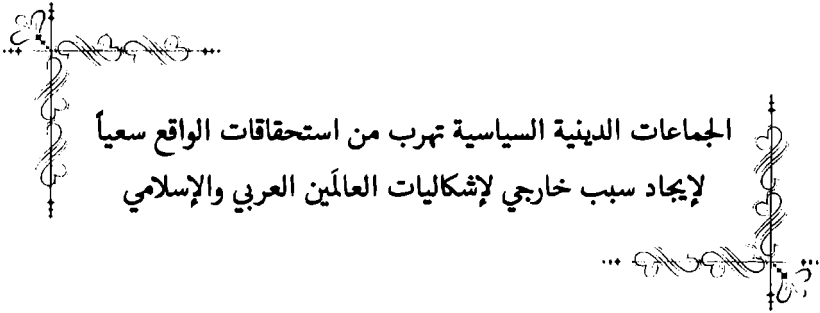 الجماعات الدينية السياسية تهرب من استحقاقات الواقع سعياً
لإيجاد سبب خارجي لإشكاليات العالَمين العربي والإسلامي